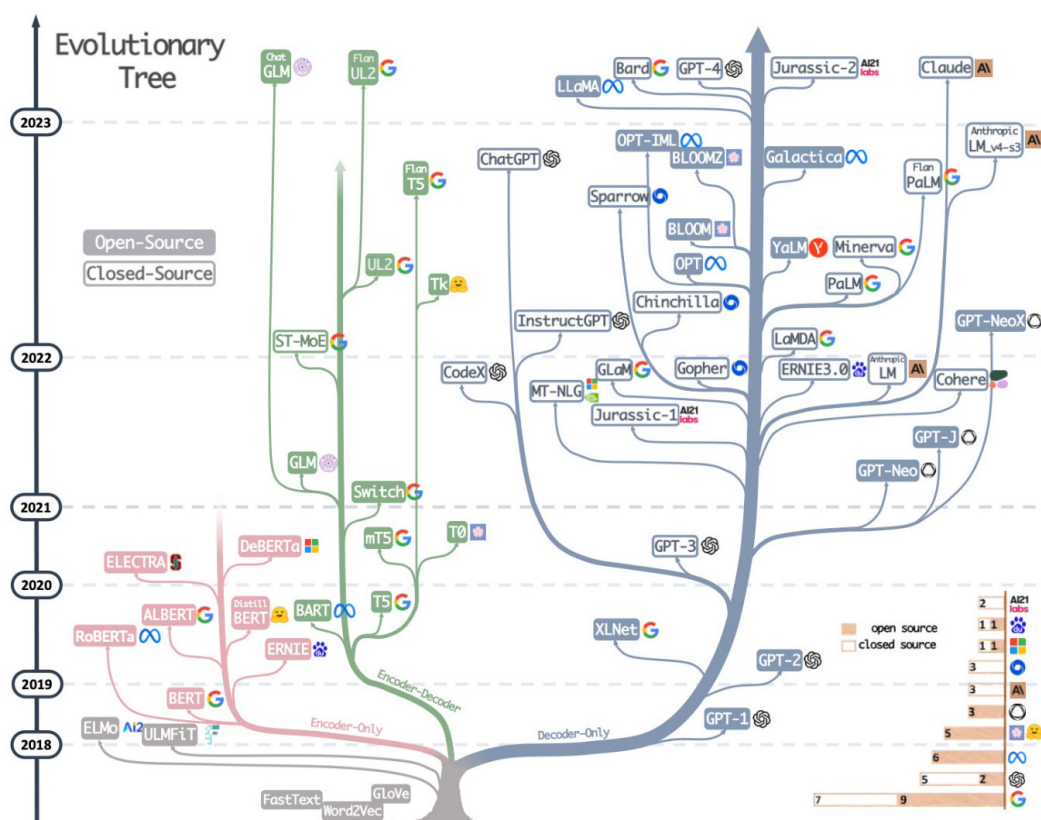 Evolutionary
Tree
2023
2022
2021
2020
2019
2018
Open-Source
Closed-Source
Chat
GLM
Flan
UL2
Flan
T5
UL2
Tk
ST-MoE
GLM
Switch
mT5
T0
T5
BART
Encoder-Decoder
DeBERTa
ELECTRA
Distill
BERT
ALBERT
RoBERTa
ERNIE
BERT
Encoder-Only
ELMo
Ai2
ULMFiT
FastText
Word2Vec
GloVe
Bard
GPT-4
Jurassic-2
AI21
labs
Claude
A\
LLaMA
ChatGPT
OPT-IML
BLOOMZ
Galactica
Anthropic
LM_v4-s3
A\
Flan
PaLM
Sparrow
BLOOM
YaLM
Minerva
OPT
PaLM
Chinchilla
InstructGPT
GPT-NeoX
LaMDA
CodeX
GLaM
Gopher
ERNIE3.0
Anthropic
LM
A\
Cohere
MT-NLG
Jurassic-1
AI21
labs
GPT-J
GPT-Neo
GPT-3
XLNet
GPT-2
GPT-1
Decoder-Only
open source
closed source
2
AI21
labs
1 1
1 1
3
3
A\
3
5
6
5 2
7 9